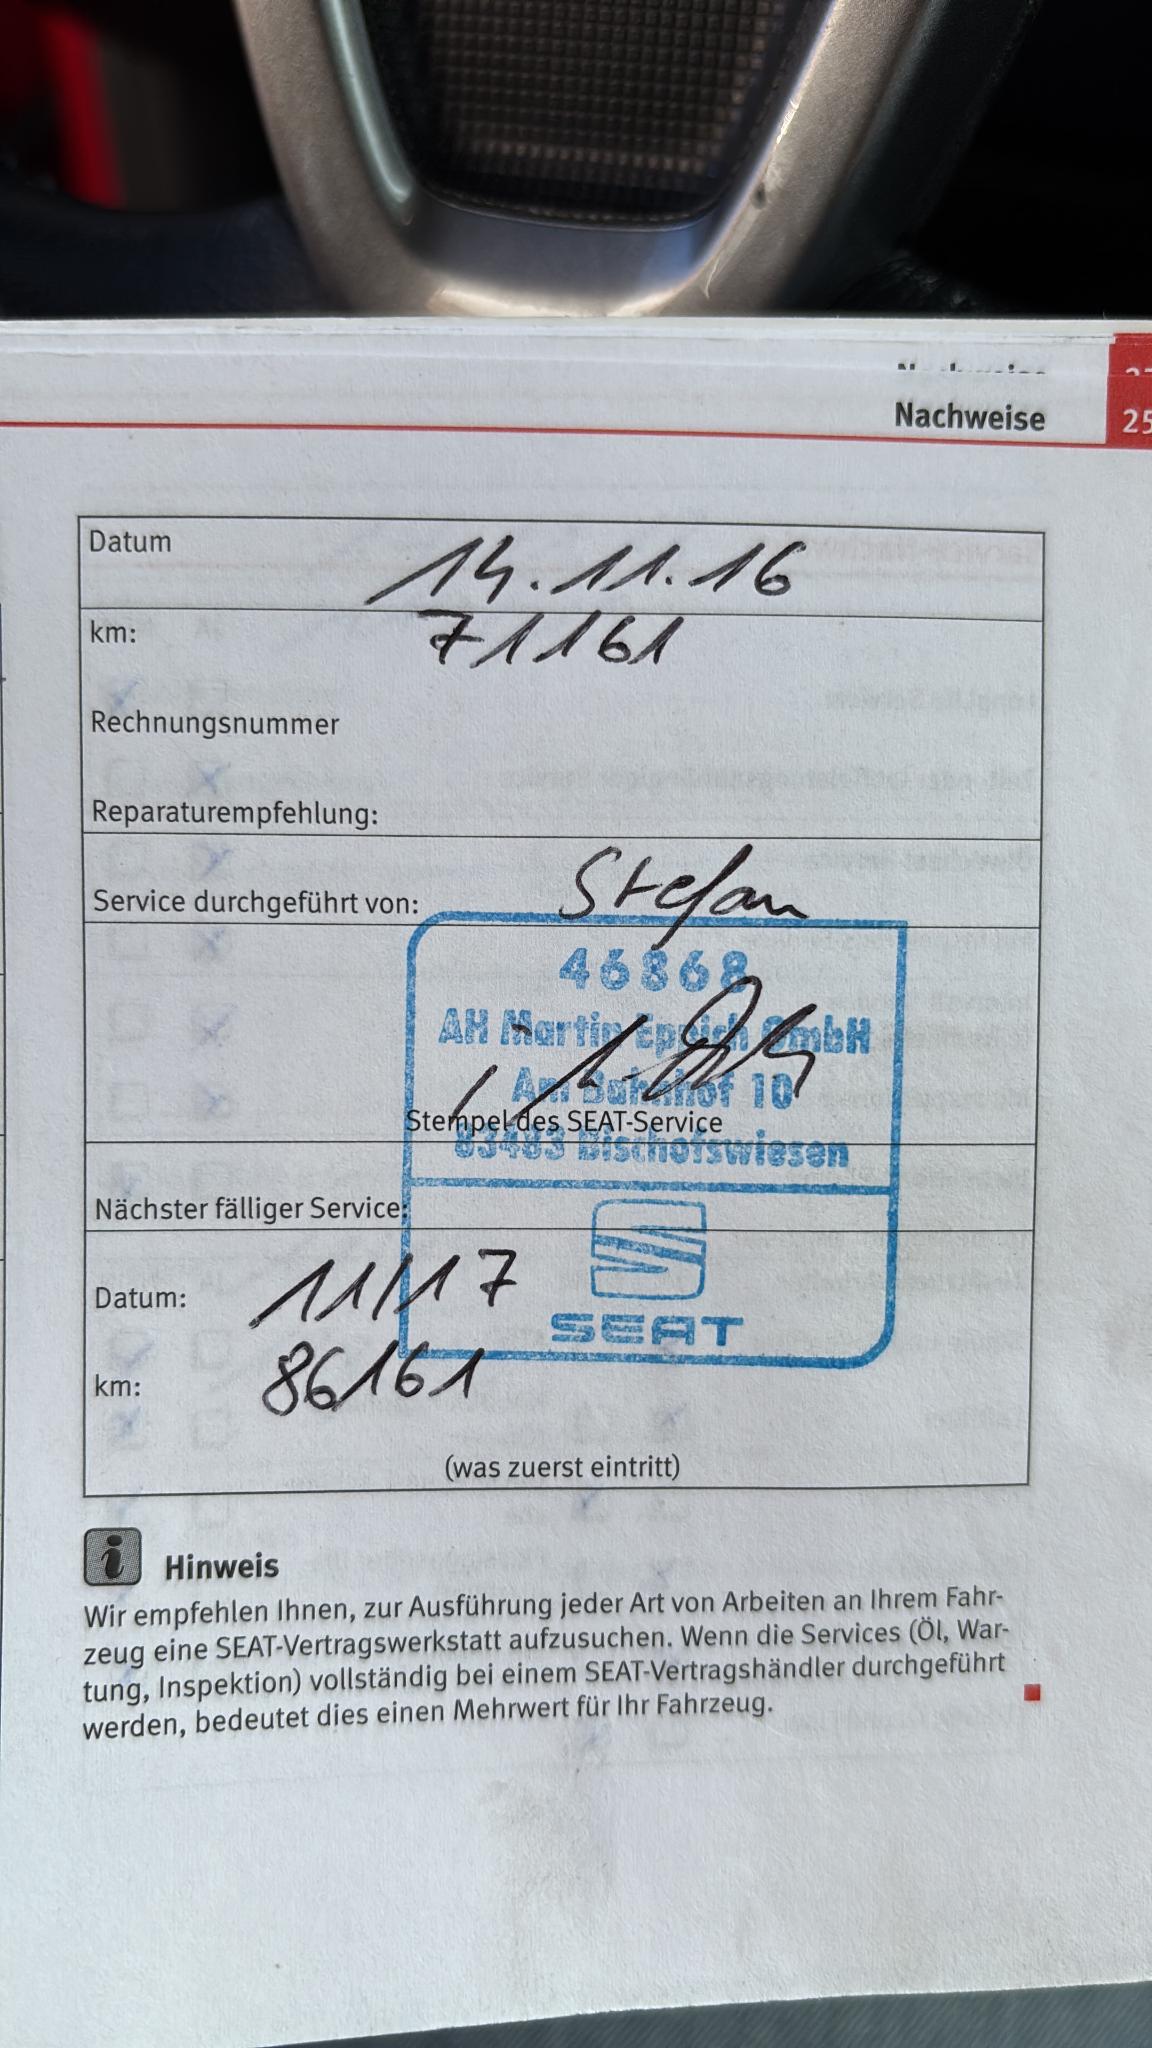 Nachweise
Nachweise 25
Datum 14.11.16
km: 71161
Rechnungsnummer
Reparaturempfehlung:
Service durchgeführt von: Stefan
46868
AH Martin Eppich GmbH
Am Bahnhof 10
Stempel des SEAT-Service
83483 Bischofswiesen
Nächster fälliger Service:
Datum: 11/17
SEAT
km: 86161
(was zuerst eintritt)
i Hinweis
Wir empfehlen Ihnen, zur Ausführung jeder Art von Arbeiten an Ihrem Fahr-
zeug eine SEAT-Vertragswerkstatt aufzusuchen. Wenn die Services (Öl, War-
tung, Inspektion) vollständig bei einem SEAT-Vertragshändler durchgeführt
werden, bedeutet dies einen Mehrwert für Ihr Fahrzeug.